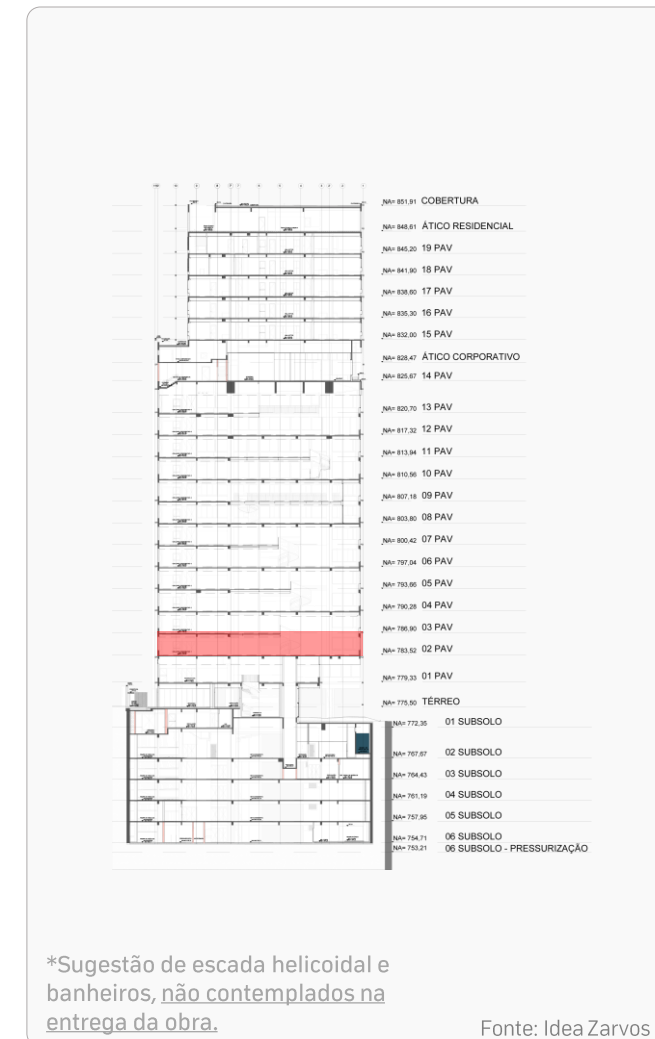 NA= 851,91 COBERTURA
NA= 848,61 ÁTICO RESIDENCIAL
NA= 845,20 19 PAV
NA= 841,90 18 PAV
NA= 838,60 17 PAV
NA= 835,30 16 PAV
NA= 832,00 15 PAV
NA= 828,47 ÁTICO CORPORATIVO
NA= 825,67 14 PAV
NA= 820,70 13 PAV
NA= 817,32 12 PAV
NA= 813,94 11 PAV
NA= 810,56 10 PAV
NA= 807,18 09 PAV
NA= 803,80 08 PAV
NA= 800,42 07 PAV
NA= 797,04 06 PAV
NA= 793,66 05 PAV
NA= 790,28 04 PAV
NA= 786,90 03 PAV
NA= 783,52 02 PAV
NA= 779,33 01 PAV
NA= 775,50 TÉRREO
NA= 772,35 01 SUBSOLO
NA= 767,67 02 SUBSOLO
NA= 764,43 03 SUBSOLO
NA= 761,19 04 SUBSOLO
NA= 757,95 05 SUBSOLO
NA= 754,71 06 SUBSOLO
NA= 753,21 06 SUBSOLO - PRESSURIZAÇÃO
*Sugestão de escada helicoidal e
banheiros, não contemplados na
entrega da obra.
Fonte: Idea Zarvos